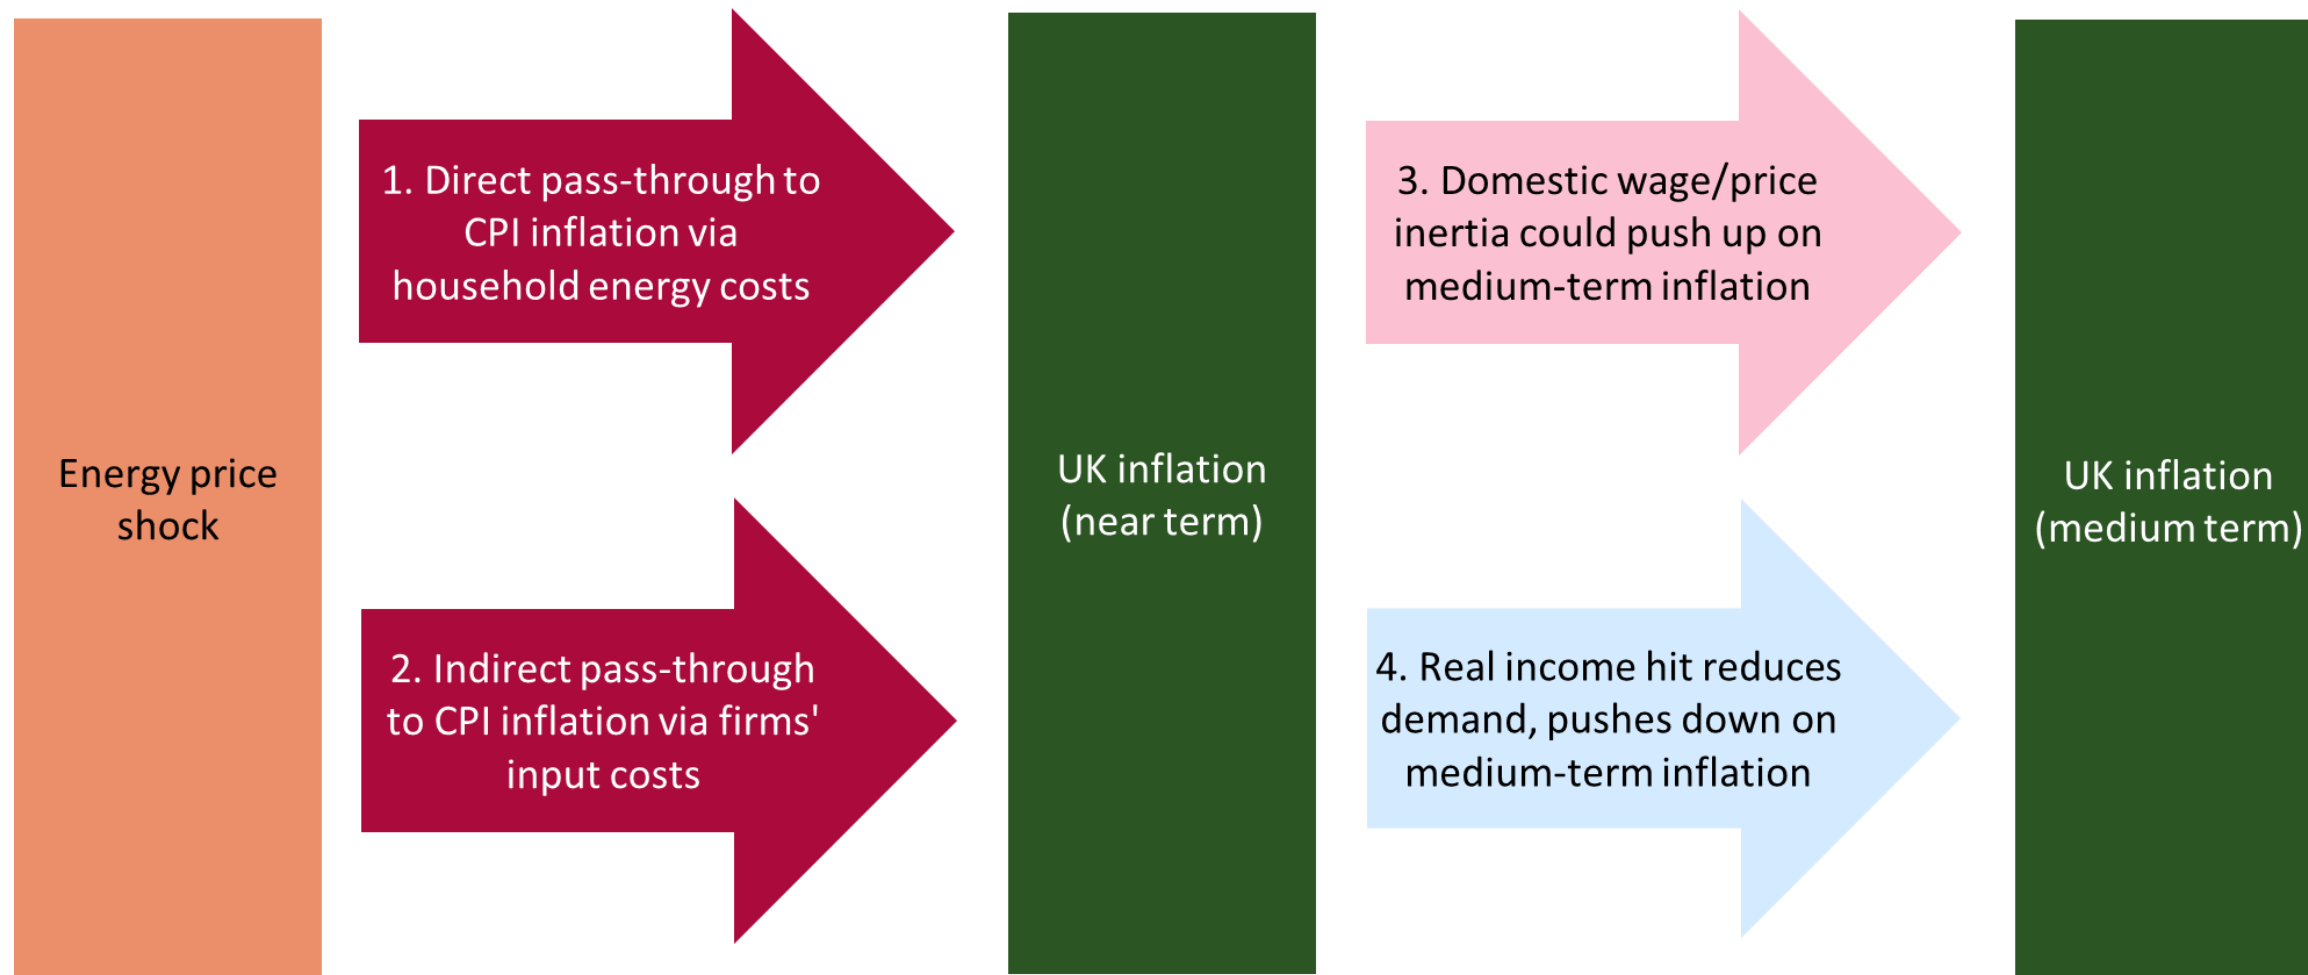 Energy price
shock
1. Direct pass-through to
CPI inflation via
household energy costs
2. Indirect pass-through
to CPI inflation via firms'
input costs
UK inflation
(near term)
3. Domestic wage/price
inertia could push up on
medium-term inflation
4. Real income hit reduces
demand, pushes down on
medium-term inflation
UK inflation
(medium term)